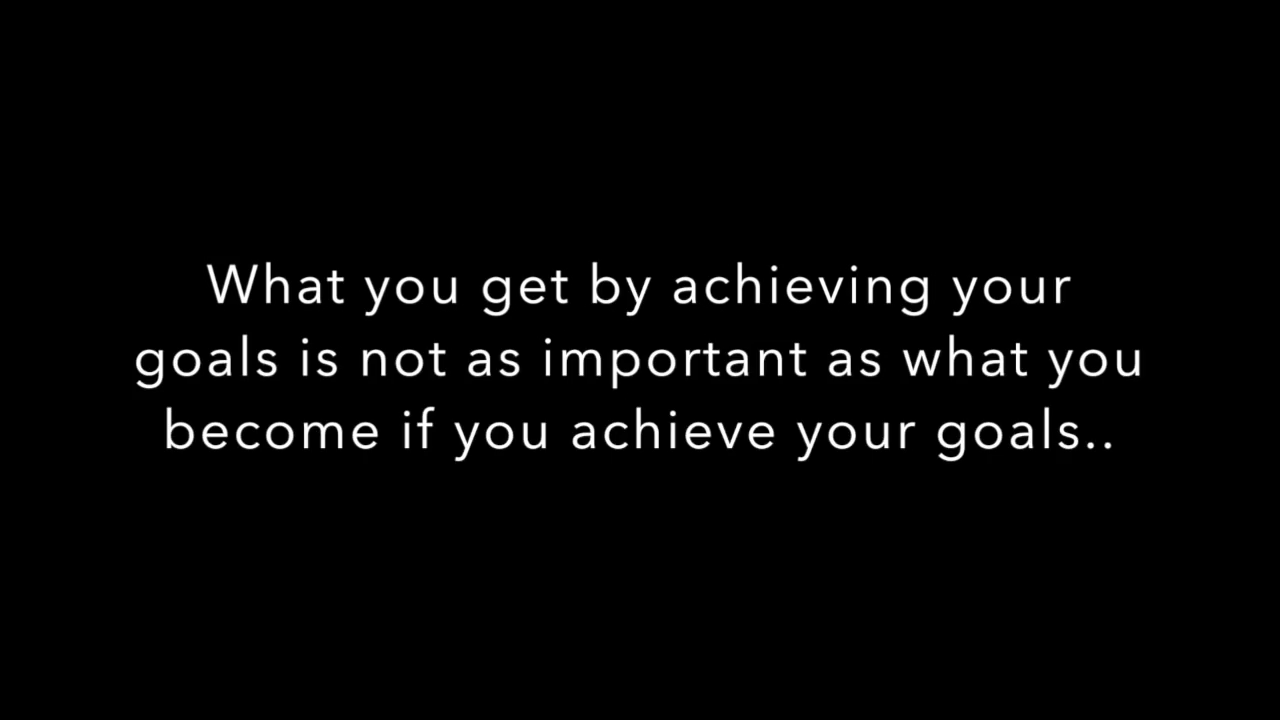 What you get by achieving your
goals is not as important as what you
become if you achieve your goals..